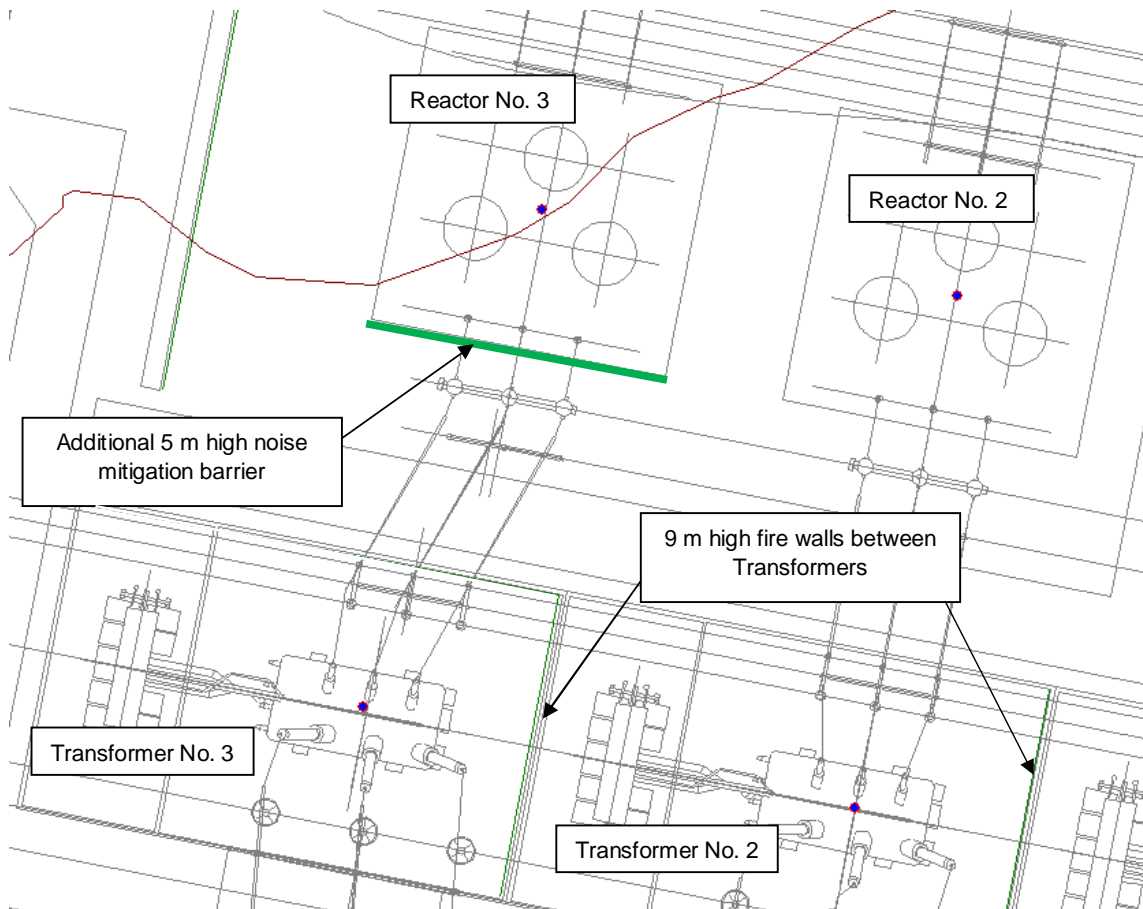 Reactor No. 3
Reactor No. 2
Additional 5 m high noise
mitigation barrier
9 m high fire walls between
Transformers
Transformer No. 3
Transformer No. 2